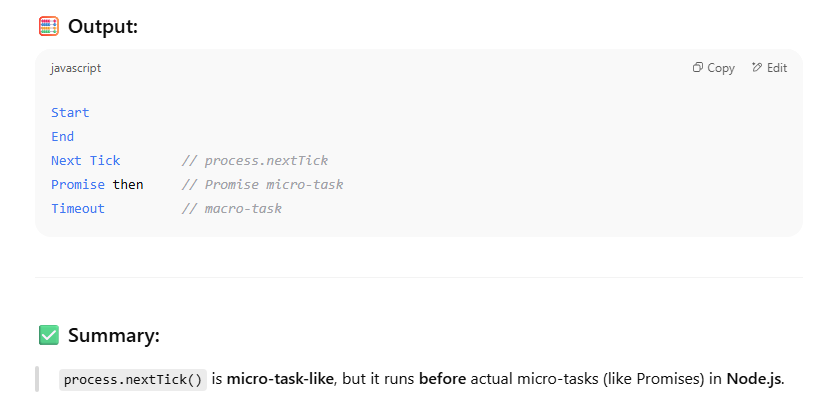 Output:
javascript Copy Edit
Start
End
Next Tick // process.nextTick
Promise then // Promise micro-task
Timeout // macro-task
Summary:
process.nextTick() is micro-task-like, but it runs before actual micro-tasks (like Promises) in Node.js.